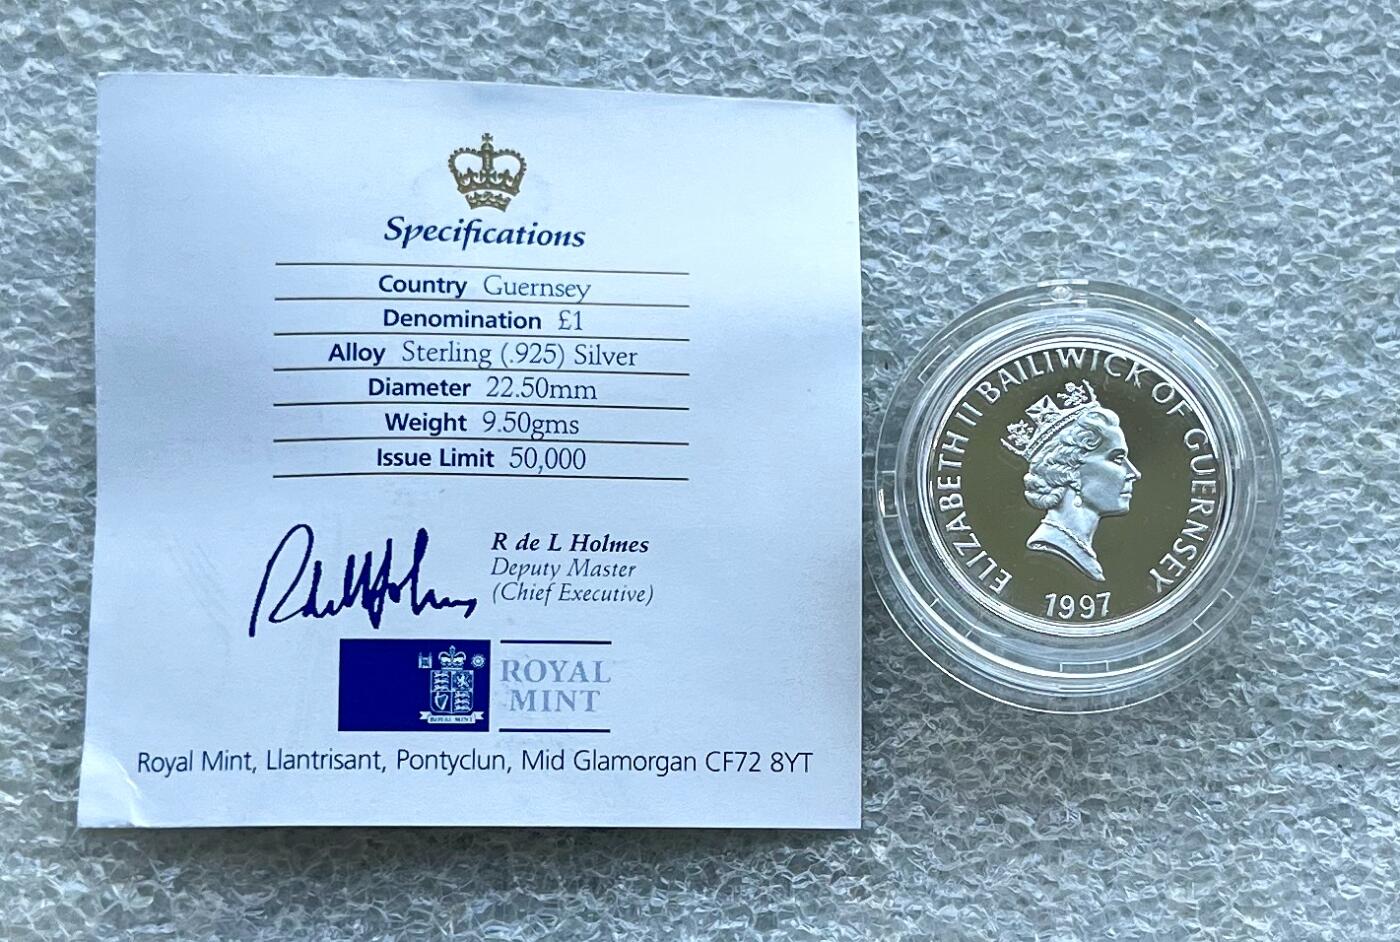 Specifications
Country Guernsey
Denomination £1
Alloy Sterling (.925) Silver
Diameter 22.50mm
Weight 9.50gms
Issue Limit 50,000
R de L Holmes
Deputy Master
(Chief Executive)
ROYAL MINT
ROYAL
MINT
Royal Mint, Llantrisant, Pontyclun, Mid Glamorgan CF72 8YT
ELIZABETH II BAILIWICK OF GUERNSEY
1997